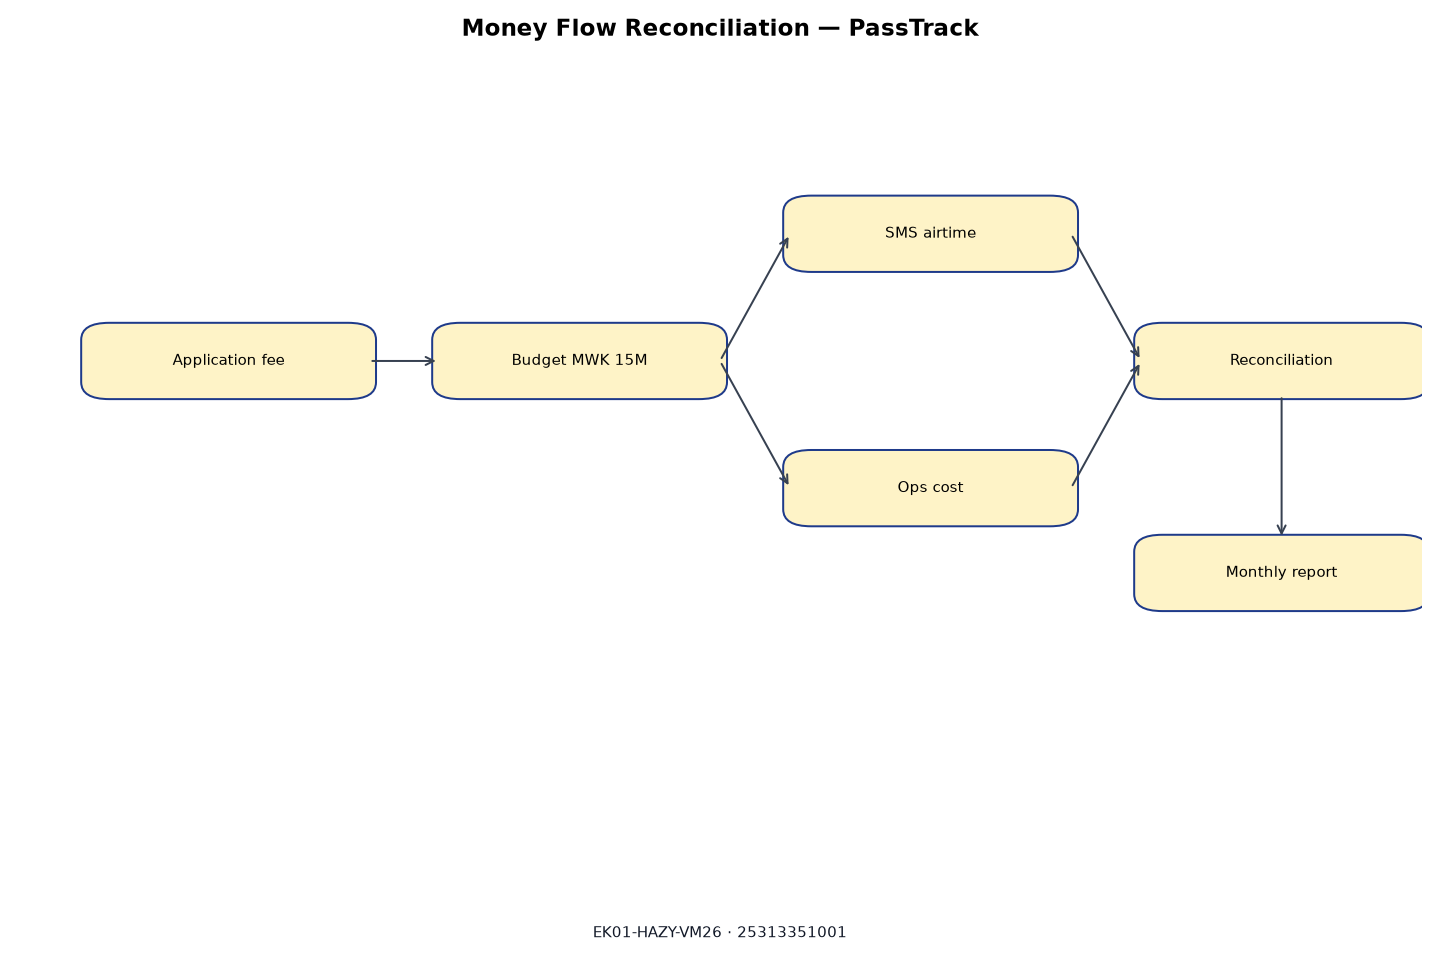 Money Flow Reconciliation — PassTrack
SMS airtime
Application fee
Budget MWK 15M
Reconciliation
Ops cost
Monthly report
EK01-HAZY-VM26 · 25313351001